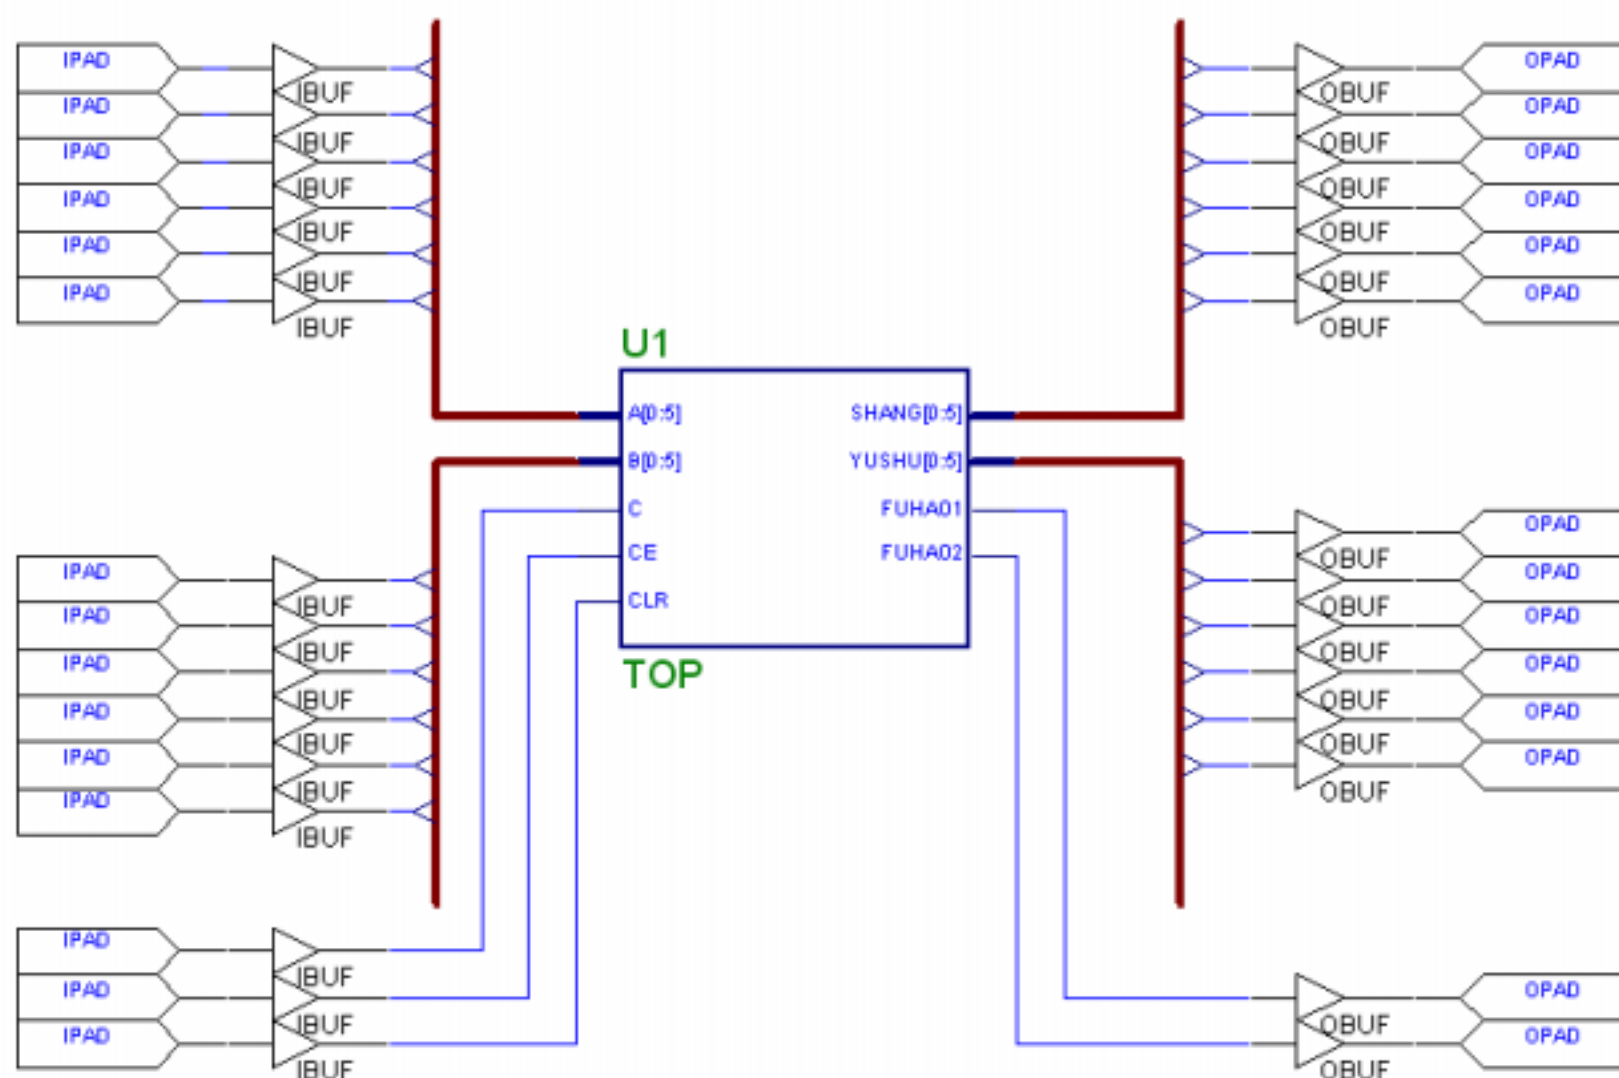 IPAD IBUF OBUF OPAD
IPAD IBUF OBUF OPAD
IPAD IBUF OBUF OPAD
IPAD IBUF OBUF OPAD
IPAD IBUF OBUF OPAD
IPAD IBUF OBUF OPAD
U1
A[0:5] SHANG[0:5]
B[0:5] YUSHU[0:5]
C FUHAO1
CE FUHAO2
CLR
TOP
OBUF OPAD
IPAD IBUF OBUF OPAD
IPAD IBUF OBUF OPAD
IPAD IBUF OBUF OPAD
IPAD IBUF OBUF OPAD
IPAD IBUF OBUF OPAD
IPAD IBUF
IPAD IBUF
IPAD IBUF OBUF OPAD
IPAD IBUF OBUF OPAD